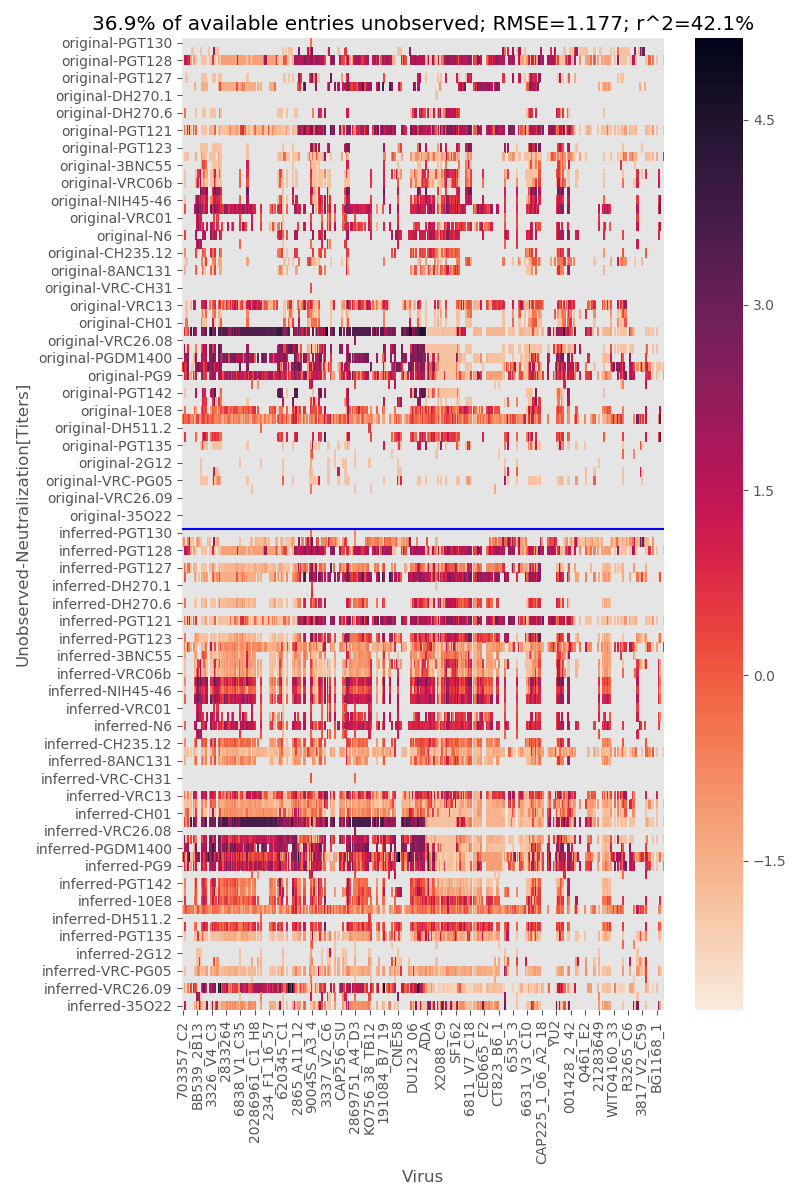 36.9% of available entries unobserved; RMSE=1.177; r^2=42.1%
Unobserved-Neutralization[Titers]
original-PGT130
original-PGT128
original-PGT127
original-DH270.1
original-DH270.6
original-PGT121
original-PGT123
original-3BNC55
original-VRC06b
original-NIH45-46
original-VRC01
original-N6
original-CH235.12
original-8ANC131
original-VRC-CH31
original-VRC13
original-CH01
original-VRC26.08
original-PGDM1400
original-PG9
original-PGT142
original-10E8
original-DH511.2
original-PGT135
original-2G12
original-VRC-PG05
original-VRC26.09
original-35O22
inferred-PGT130
inferred-PGT128
inferred-PGT127
inferred-DH270.1
inferred-DH270.6
inferred-PGT121
inferred-PGT123
inferred-3BNC55
inferred-VRC06b
inferred-NIH45-46
inferred-VRC01
inferred-N6
inferred-CH235.12
inferred-8ANC131
inferred-VRC-CH31
inferred-VRC13
inferred-CH01
inferred-VRC26.08
inferred-PGDM1400
inferred-PG9
inferred-PGT142
inferred-10E8
inferred-DH511.2
inferred-PGT135
inferred-2G12
inferred-VRC-PG05
inferred-VRC26.09
inferred-35O22
4.5
3.0
1.5
0.0
−1.5
703357_C2
BB539_2B13
3326_V4_C3
2833264
6838_V1_C35
20286961_C1_H8
234_F1_16_57
620345_C1
2865_A11_12
9004SS_A3_4
3337_V2_C6
CAP256_SU
2869751_A4_D3
KO756_38_TB12
191084_B7_19
CNE58
DU123_06
ADA
X2088_C9
SF162
6811_V7_C18
CE0665_F2
CT823_B6_1
6535_3
6631_V3_C10
CAP225_1_06_A2_18
YU2
001428_2_42
Q461_E2
21283649
WITO4160_33
R3265_C6
3817_V2_C59
BG1168_1
Virus